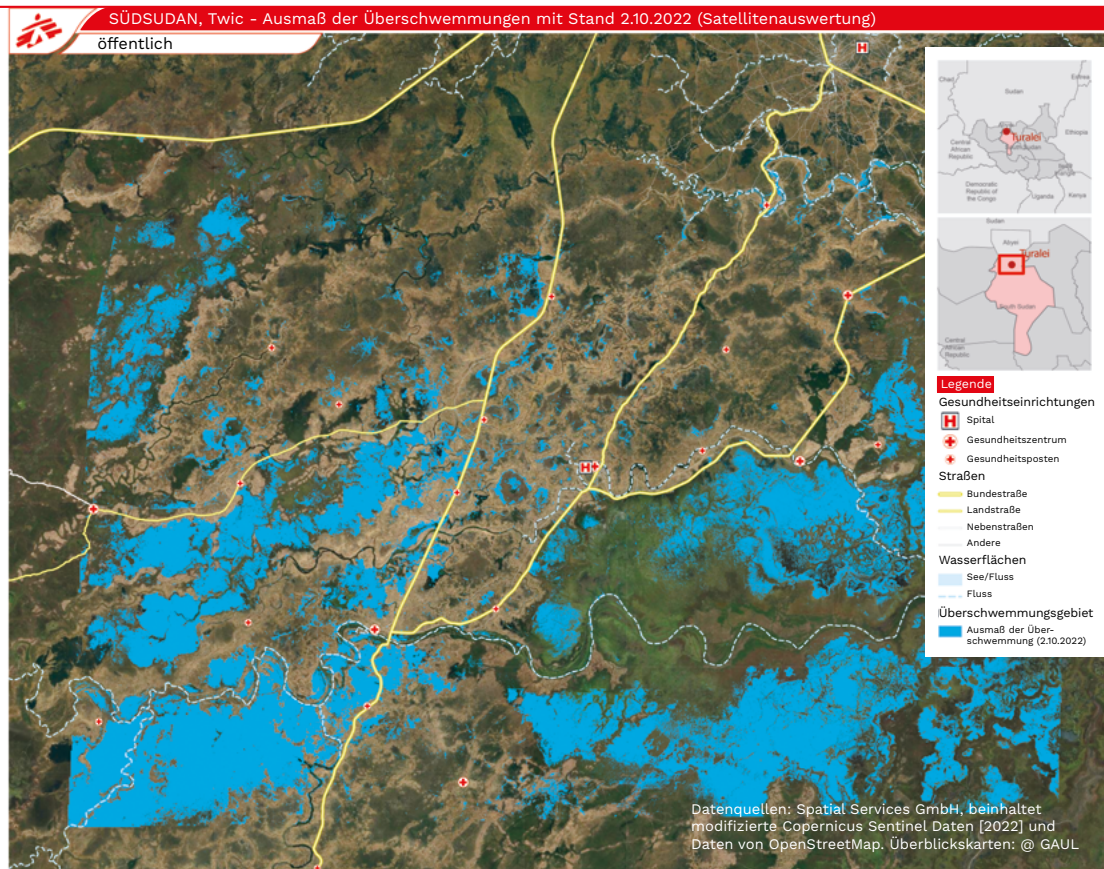 SÜDSUDAN, Twic - Ausmaß der Überschwemmungen mit Stand 2.10.2022 (Satellitenauswertung)
öffentlich
H
Chad
Sudan
Eritrea
Turalei
Ethiopia
Central
African
Republic
South Sudan
Democratic
Republic of
the Congo
Uganda
Kenya
Sudan
Abyei
Turalei
South Sudan
Central
African
Republic
Legende
Gesundheitseinrichtungen
H Spital
Gesundheitszentrum
Gesundheitsposten
Straßen
Bundestraße
Landstraße
Nebenstraßen
Andere
Wasserflächen
See/Fluss
Fluss
Überschwemmungsgebiet
Ausmaß der Über-
schwemmung (2.10.2022)
H
Datenquellen: Spatial Services GmbH, beinhaltet
modifizierte Copernicus Sentinel Daten [2022] und
Daten von OpenStreetMap. Überblickskarten: @ GAUL